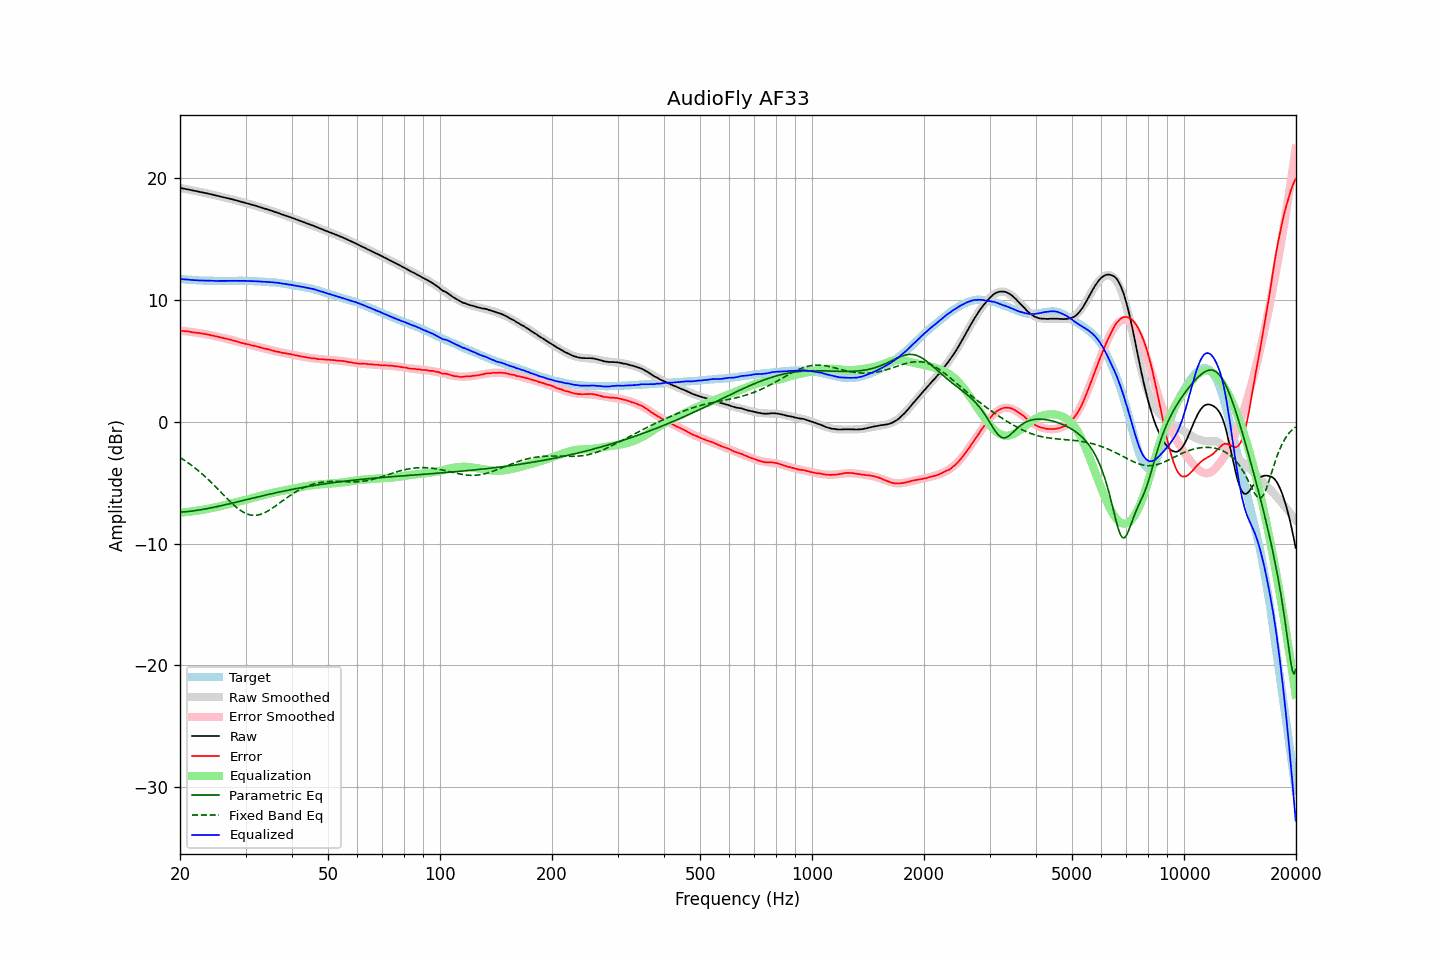 AudioFly AF33
Amplitude (dBr)
20
10
0
−10
−20
−30
Target
Raw Smoothed
Error Smoothed
Raw
Error
Equalization
Parametric Eq
Fixed Band Eq
Equalized
20 50 100 200 500 1000 2000 5000 10000 20000
Frequency (Hz)